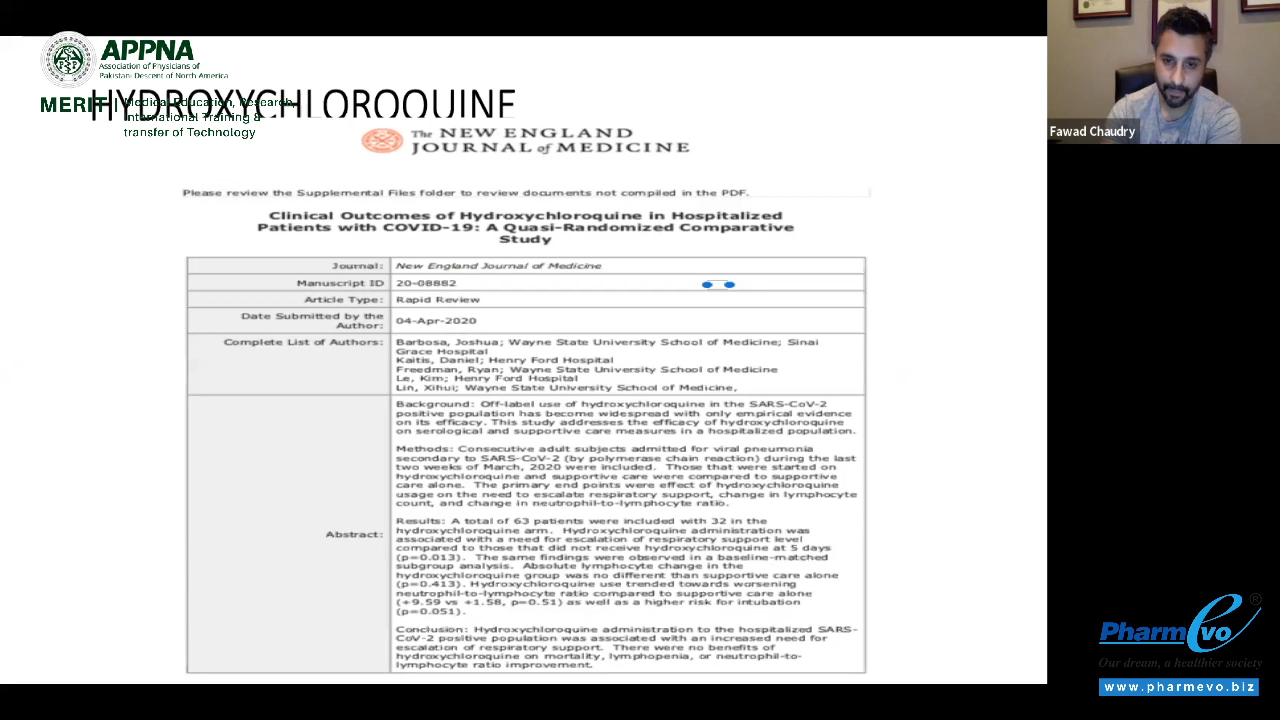 APPNA
Association of Physicians of
Pakistani Descent of North America
HYDROXYCHLOROQUINE
MERIT | Medical Education, Research,
International Training &
transfer of Technology
The NEW ENGLAND
JOURNAL of MEDICINE
Please review the Supplemental Files folder to review documents not compiled in the PDF.
Clinical Outcomes of Hydroxychloroquine in Hospitalized
Patients with COVID-19: A Quasi-Randomized Comparative
Study
Journal: New England Journal of Medicine
Manuscript ID 20-08882
Article Type: Rapid Review
Date Submitted by the
Author: 04-Apr-2020
Complete List of Authors: Barbosa, Joshua; Wayne State University School of Medicine; Sinai
Grace Hospital
Kaitis, Daniel; Henry Ford Hospital
Freedman, Ryan; Wayne State University School of Medicine
Le, Kim; Henry Ford Hospital
Lin, Xihui; Wayne State University School of Medicine,
Abstract:
Background: Off-label use of hydroxychloroquine in the SARS-CoV-2
positive population has become widespread with only empirical evidence
on its efficacy. This study addresses the efficacy of hydroxychloroquine
on serological and supportive care measures in a hospitalized population.
Methods: Consecutive adult subjects admitted for viral pneumonia
secondary to SARS-CoV-2 (by polymerase chain reaction) during the last
two weeks of March, 2020 were included. Those that were started on
hydroxychloroquine and supportive care were compared to supportive
care alone. The primary end points were effect of hydroxychloroquine
usage on the need to escalate respiratory support, change in lymphocyte
count, and change in neutrophil-to-lymphocyte ratio.
Results: A total of 63 patients were included with 32 in the
hydroxychloroquine arm. Hydroxychloroquine administration was
associated with a need for escalation of respiratory support level
compared to those that did not receive hydroxychloroquine at 5 days
(p=0.013). The same findings were observed in a baseline-matched
subgroup analysis. Absolute lymphocyte change in the
hydroxychloroquine group was no different than supportive care alone
(p=0.413). Hydroxychloroquine use trended towards worsening
neutrophil-to-lymphocyte ratio compared to supportive care alone
(+9.59 vs +1.58, p=0.51) as well as a higher risk for intubation
(p=0.051).
Conclusion: Hydroxychloroquine administration to the hospitalized SARS-
CoV-2 positive population was associated with an increased need for
escalation of respiratory support. There were no benefits of
hydroxychloroquine on mortality, lymphopenia, or neutrophil-to-
lymphocyte ratio improvement.
Fawad Chaudry
PharmEvo ®
Our dream, a healthier society
www.pharmevo.biz